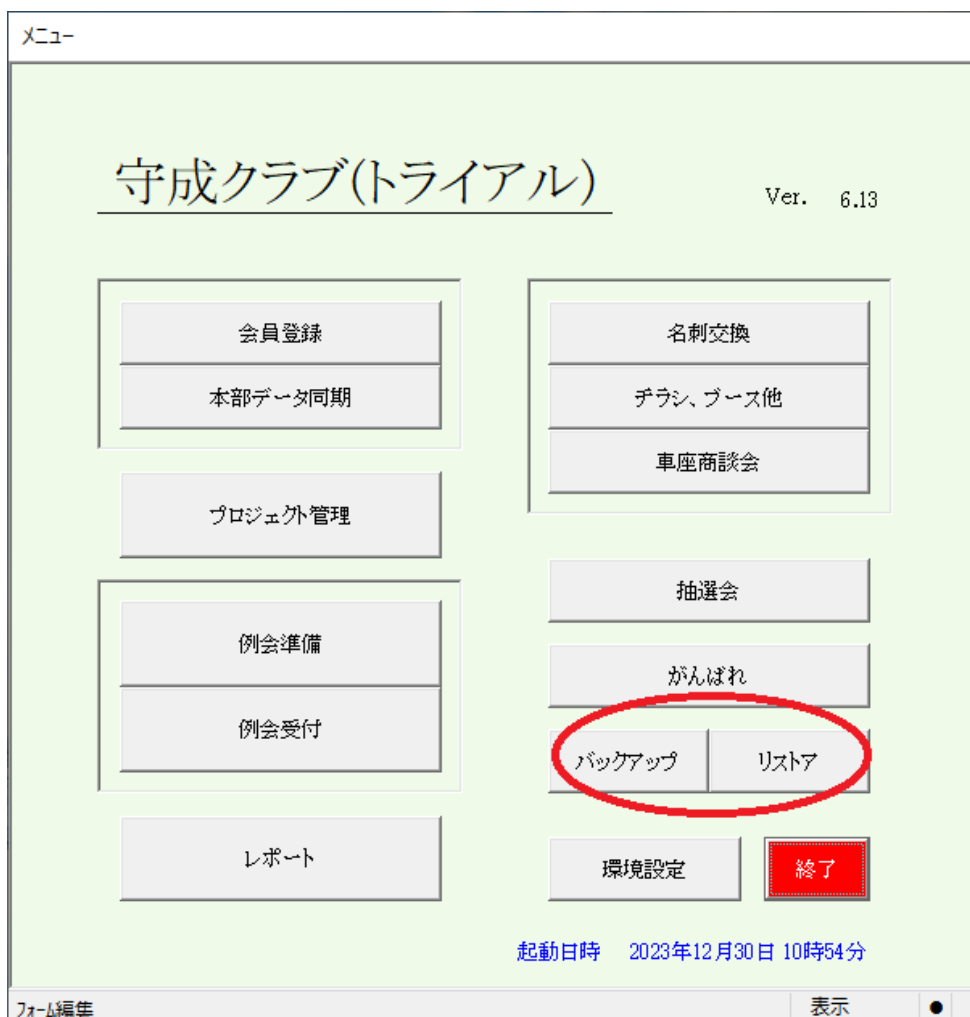 メニュー
守成クラブ(トライアル)
Ver. 6.13
会員登録
本部データ同期
プロジェクト管理
例会準備
例会受付
レポート
名刺交換
チラシ、ブース他
車座商談会
抽選会
がんばれ
バックアップ
リストア
環境設定
終了
起動日時 2023年12月30日 10時54分
フォーム編集
表示